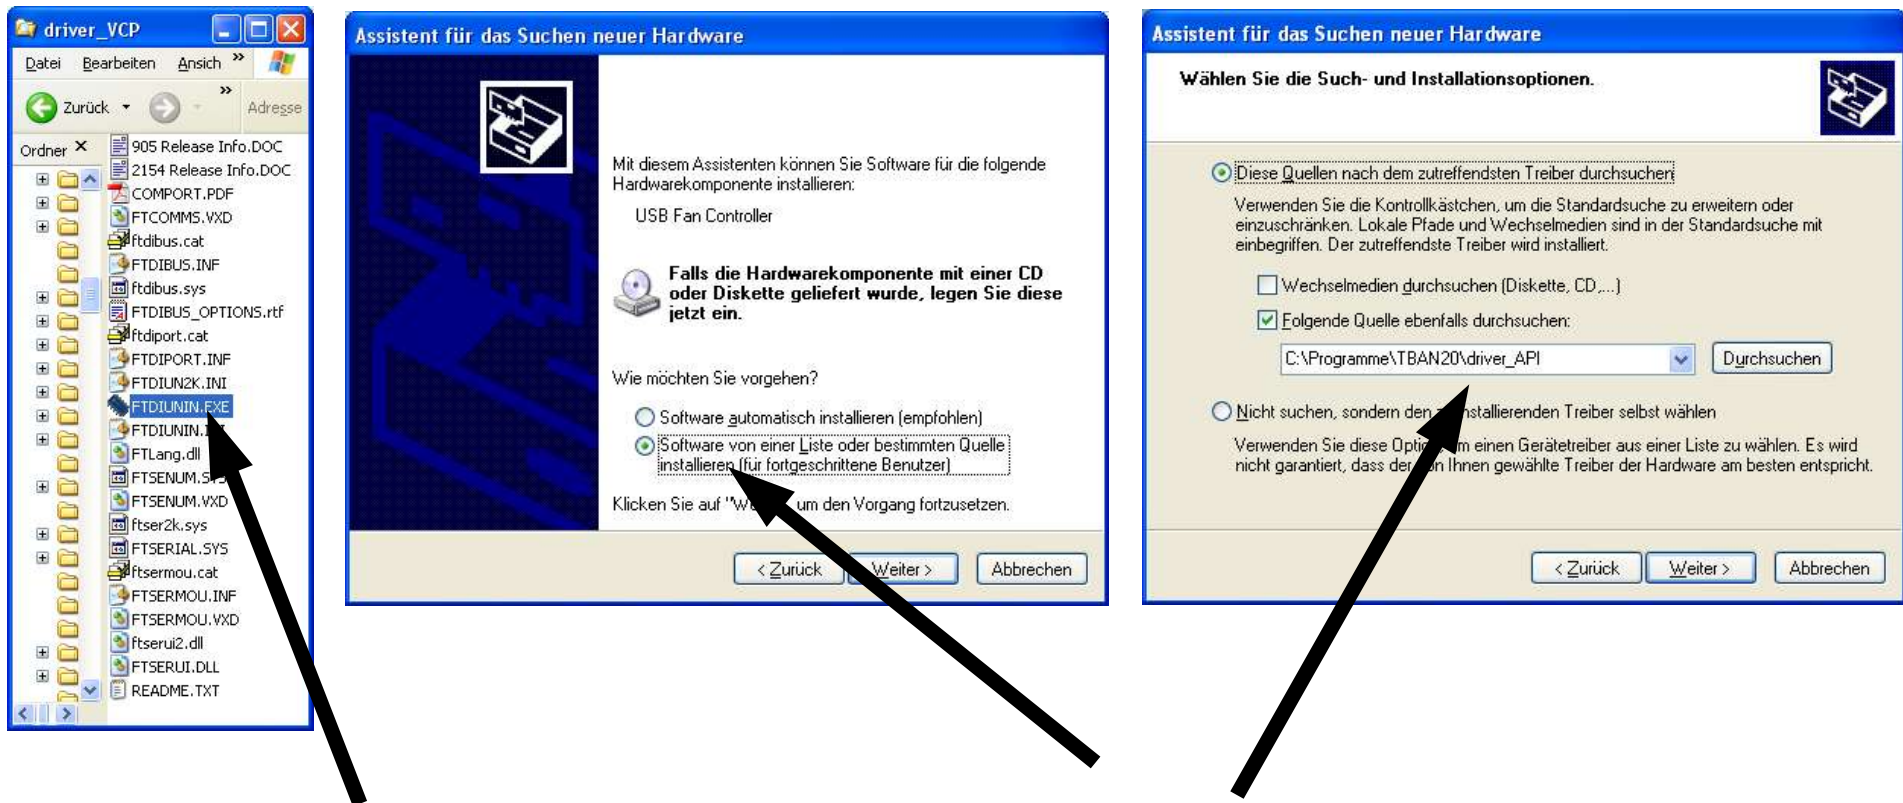 driver_VCP
Datei Bearbeiten Ansich »
Zurück » Adresse
Ordner ×
905 Release Info.DOC
2154 Release Info.DOC
COMPORT.PDF
FTCOMMS.VXD
ftdibus.cat
FTDIBUS.INF
ftdibus.sys
FTDIBUS_OPTIONS.rtf
ftdiport.cat
FTDIPORT.INF
FTDIUN2K.INI
FTDIUNIN.EXE
FTLang.dll
FTSENUM.VXD
ftser2k.sys
FTSERIAL.SYS
ftsermou.cat
FTSERMOU.INF
FTSERMOU.VXD
ftserui2.dll
FTSERUI.DLL
README.TXT
Assistent für das Suchen neuer Hardware
Mit diesem Assistenten können Sie Software für die folgende
Hardwarekomponente installieren:
USB Fan Controller
Falls die Hardwarekomponente mit einer CD
oder Diskette geliefert wurde, legen Sie diese
jetzt ein.
Wie möchten Sie vorgehen?
Software automatisch installieren (empfohlen)
Software von einer Liste oder bestimmten Quelle
installieren (für fortgeschrittene Benutzer)
Klicken Sie auf um den Vorgang fortzusetzen.
< Zurück Weiter > Abbrechen
Assistent für das Suchen neuer Hardware
Wählen Sie die Such- und Installationsoptionen.
Diese Quellen nach dem zutreffendsten Treiber durchsuchen
Verwenden Sie die Kontrollkästchen, um die Standardsuche zu erweitern oder
einzuschränken. Lokale Pfade und Wechselmedien sind in der Standardsuche mit
einbegriffen. Der zutreffendste Treiber wird installiert.
Wechselmedien durchsuchen (Diskette, CD,...)
Folgende Quelle ebenfalls durchsuchen:
C:\Programme\TBAN20\driver_API Durchsuchen
Nicht suchen, sondern den installierenden Treiber selbst wählen
Verwenden Sie diese einen Gerätetreiber aus einer Liste zu wählen. Es wird
nicht garantiert, dass der Ihnen gewählte Treiber der Hardware am besten entspricht.
< Zurück Weiter > Abbrechen